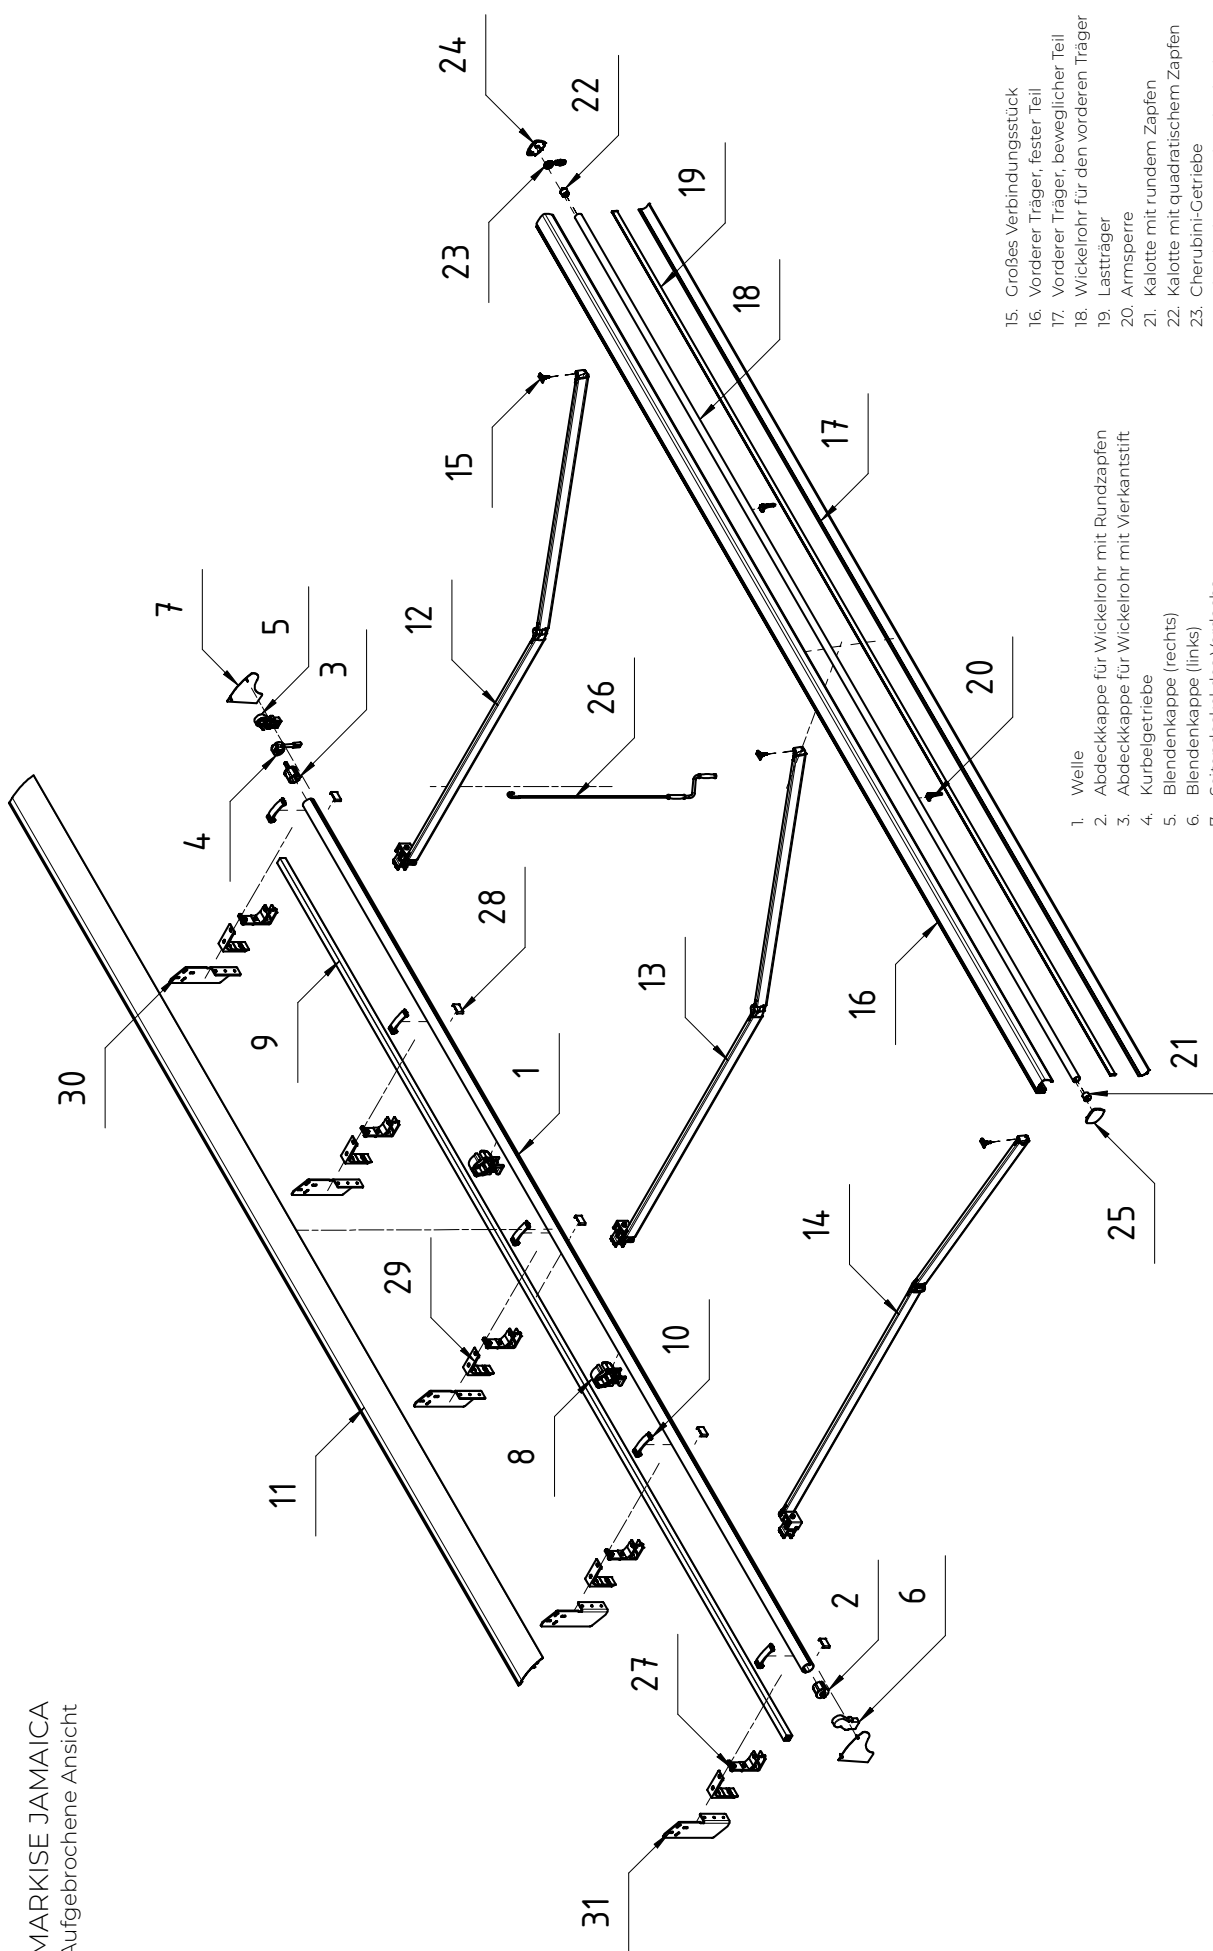 MARKISE JAMAICA
Aufgebrochene Ansicht
31
27
6
2
11
8
10
14
29
25
21
30
9
1
28
13
16
4
3
5
7
26
12
20
15
17
18
23
19
22
24
1. Welle
2. Abdeckkappe für Wickelrohr mit Rundzapfen
3. Abdeckkappe für Wickelrohr mit Vierkantstift
4. Kurbelgetriebe
5. Blendenkappe (rechts)
6. Blendenkappe (links)
15. Großes Verbindungsstück
16. Vorderer Träger, fester Teil
17. Vorderer Träger, beweglicher Teil
18. Wickelrohr für den vorderen Träger
19. Lastträger
20. Armsperre
21. Kalotte mit rundem Zapfen
22. Kalotte mit quadratischem Zapfen
23. Cherubini-Getriebe